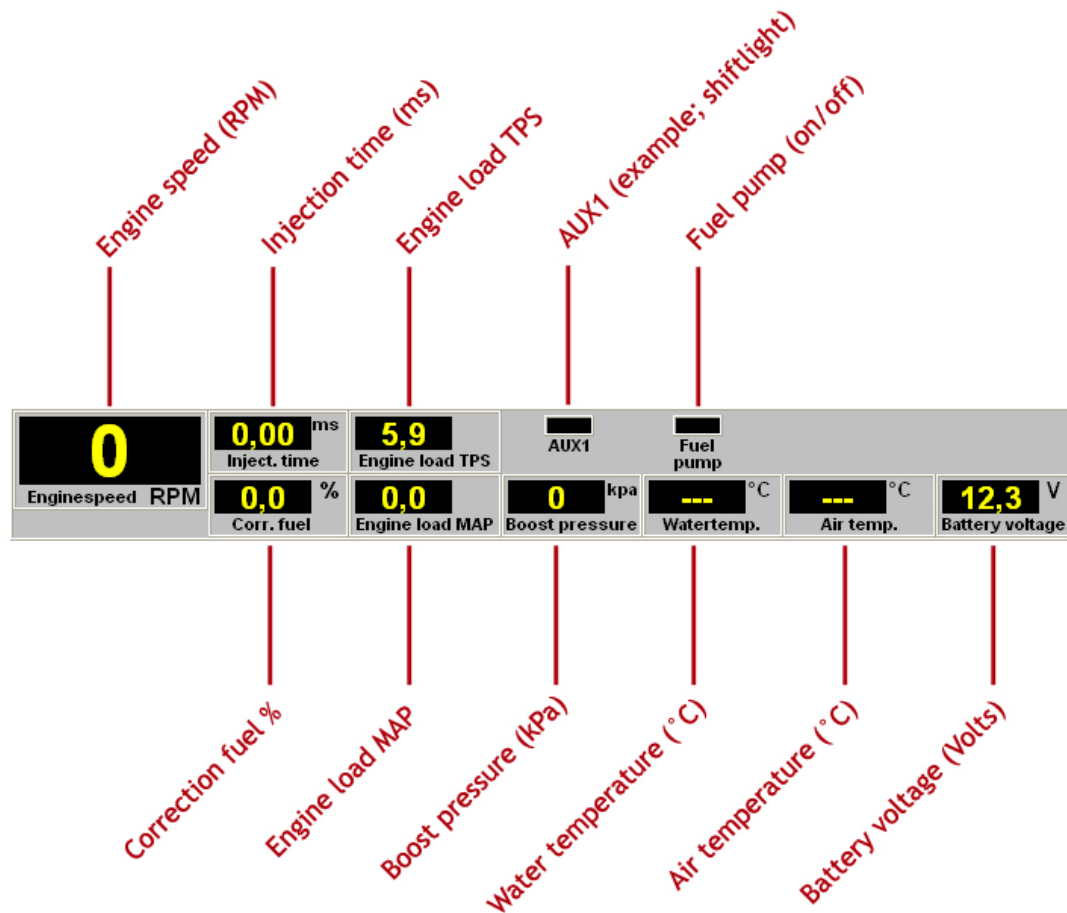 Engine speed (RPM)
Injection time (ms)
Engine load TPS
AUX1 (example; shiftlight)
Fuel pump (on/off)
0
Enginespeed RPM
0,00 ms
Inject. time
5,9
Engine load TPS
AUX1
Fuel
pump
0,0 %
Corr. fuel
0,0
Engine load MAP
0 kpa
Boost pressure
--- °C
Watertemp.
--- °C
Air temp.
12,3 V
Battery voltage
Correction fuel %
Engine load MAP
Boost pressure (kPa)
Water temperature (°C)
Air temperature (°C)
Battery voltage (Volts)